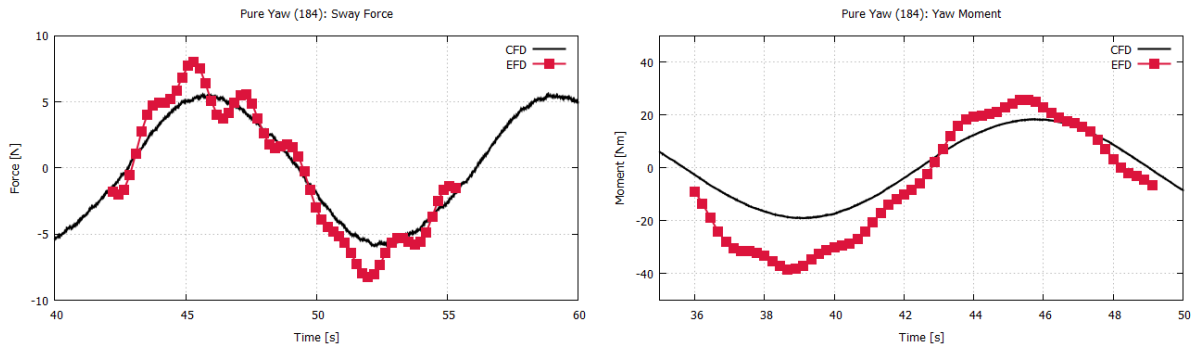 Pure Yaw (184): Sway Force
10
5
0
-5
-10
Force [N]
CFD
EFD
40
45
50
55
60
Time [s]
Pure Yaw (184): Yaw Moment
40
20
0
-20
-40
Moment [Nm]
CFD
EFD
36
38
40
42
44
46
48
50
Time [s]